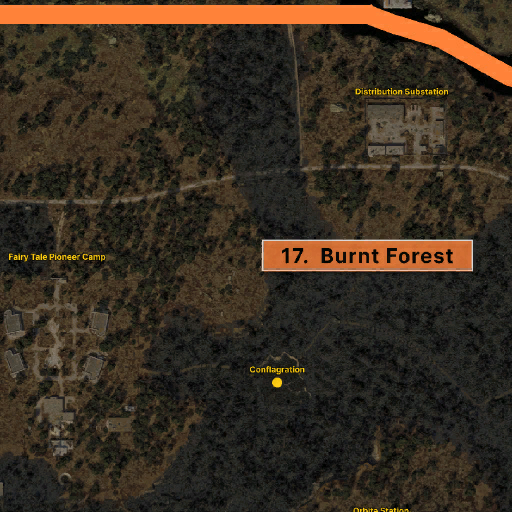 Distribution Substation
17. Burnt Forest
Fairy Tale Pioneer Camp
Conflagration
Orbita Station